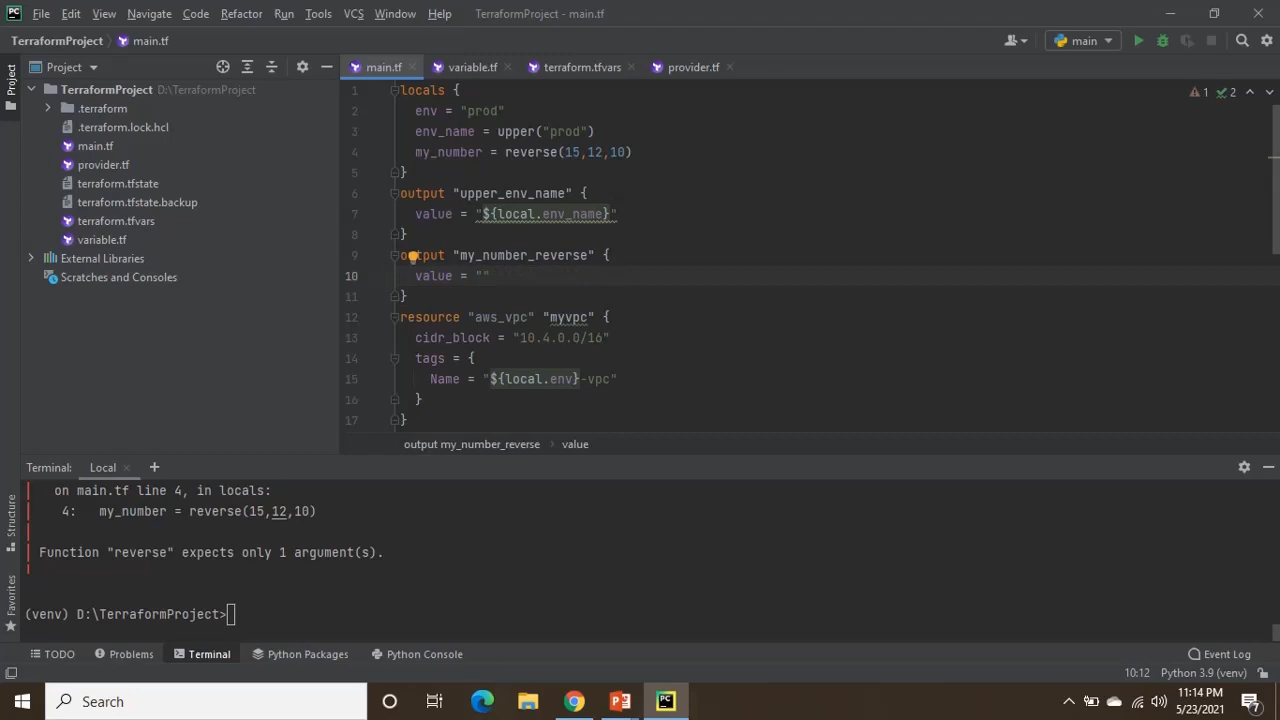 File Edit View Navigate Code Refactor Run Tools VCS Window Help TerraformProject - main.tf
TerraformProject main.tf main
Project main.tf variable.tf terraform.tfvars provider.tf
Project
TerraformProject D:\TerraformProject
.terraform
.terraform.lock.hcl
main.tf
provider.tf
terraform.tfstate
terraform.tfstate.backup
terraform.tfvars
variable.tf
External Libraries
Scratches and Consoles
1 2
1 locals {
2 env = "prod"
3 env_name = upper("prod")
4 my_number = reverse(15,12,10)
5 }
6 output "upper_env_name" {
7 value = "${local.env_name}"
8 }
9 output "my_number_reverse" {
10 value = ""
11 }
12 resource "aws_vpc" "myvpc" {
13 cidr_block = "10.4.0.0/16"
14 tags = {
15 Name = "${local.env}-vpc"
16 }
17 }
output my_number_reverse value
Terminal: Local
on main.tf line 4, in locals:
4: my_number = reverse(15,12,10)
Function "reverse" expects only 1 argument(s).
(venv) D:\TerraformProject>
Structure
Favorites
TODO Problems Terminal Python Packages Python Console Event Log
10:12 Python 3.9 (venv)
Search
11:14 PM
5/23/2021
7